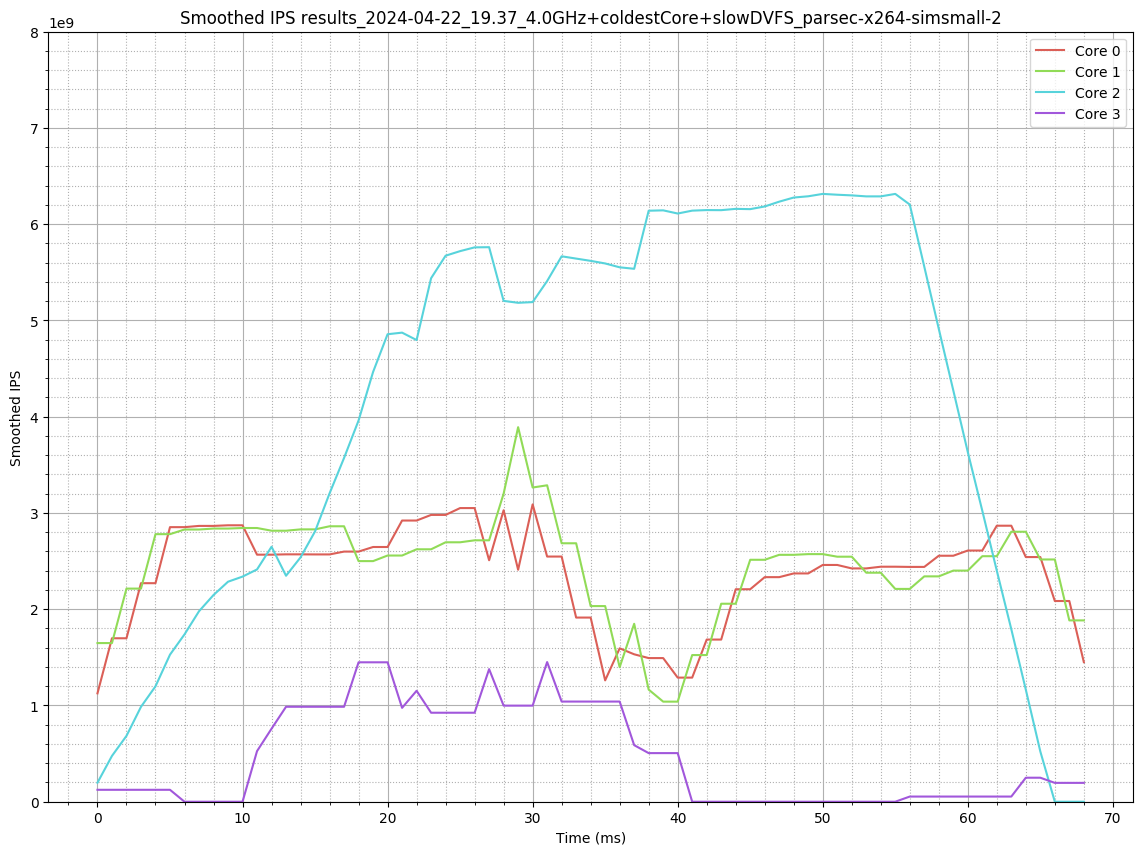 Smoothed IPS results_2024-04-22_19.37_4.0GHz+coldestCore+slowDVFS_parsec-x264-simsmall-2
1e9
8
7
6
5
4
3
2
1
0
Smoothed IPS
Core 0
Core 1
Core 2
Core 3
0 10 20 30 40 50 60 70
Time (ms)